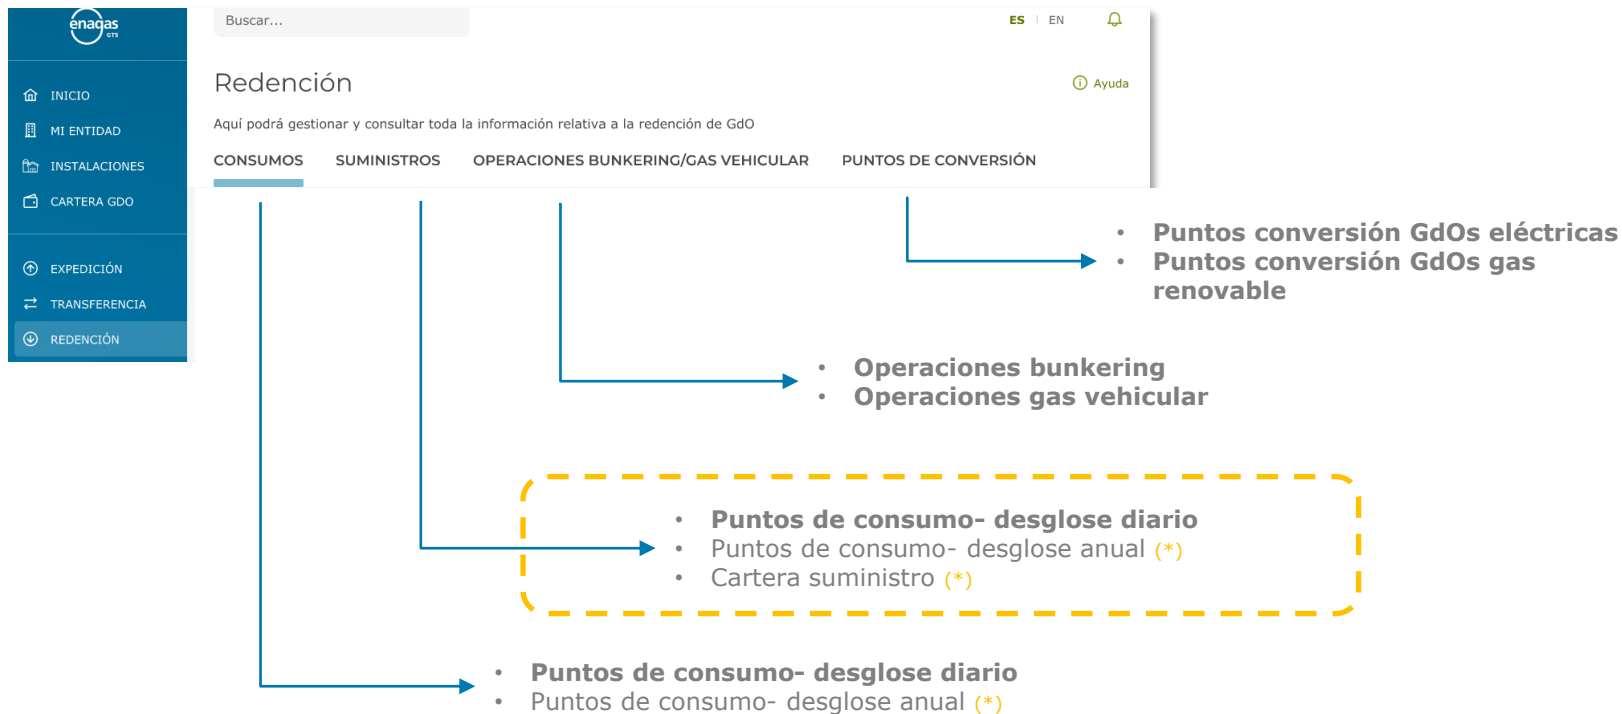 enagas
GTS
Buscar...
ES | EN
INICIO
MI ENTIDAD
INSTALACIONES
CARTERA GDO
EXPEDICIÓN
TRANSFERENCIA
REDENCIÓN
Redención
Ayuda
Aquí podrá gestionar y consultar toda la información relativa a la redención de GdO
CONSUMOS SUMINISTROS OPERACIONES BUNKERING/GAS VEHICULAR PUNTOS DE CONVERSIÓN
• Puntos conversión GdOs eléctricas
• Puntos conversión GdOs gas
renovable
• Operaciones bunkering
• Operaciones gas vehicular
• Puntos de consumo- desglose diario
• Puntos de consumo- desglose anual (*)
• Cartera suministro (*)
• Puntos de consumo- desglose diario
• Puntos de consumo- desglose anual (*)